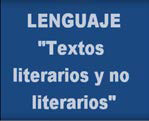 LENGUAJE
"Textos
literarios y no
literarios"